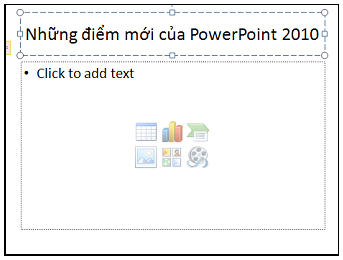 Những điểm mới của PowerPoint 2010
• Click to add text